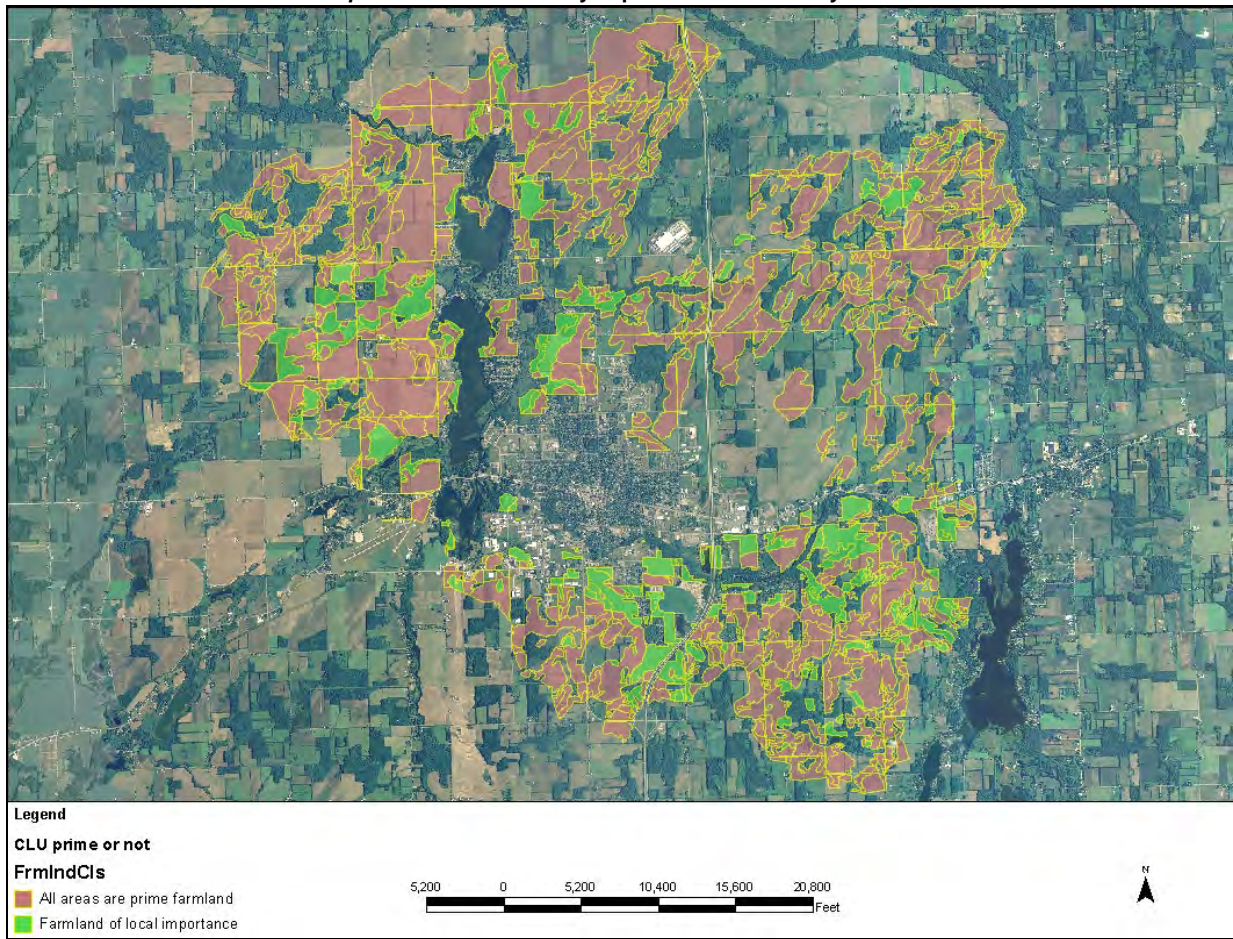 Legend
CLU prime or not
FrmlndCls
All areas are prime farmland
Farmland of local importance
5,200 0 5,200 10,400 15,600 20,800
Feet
N